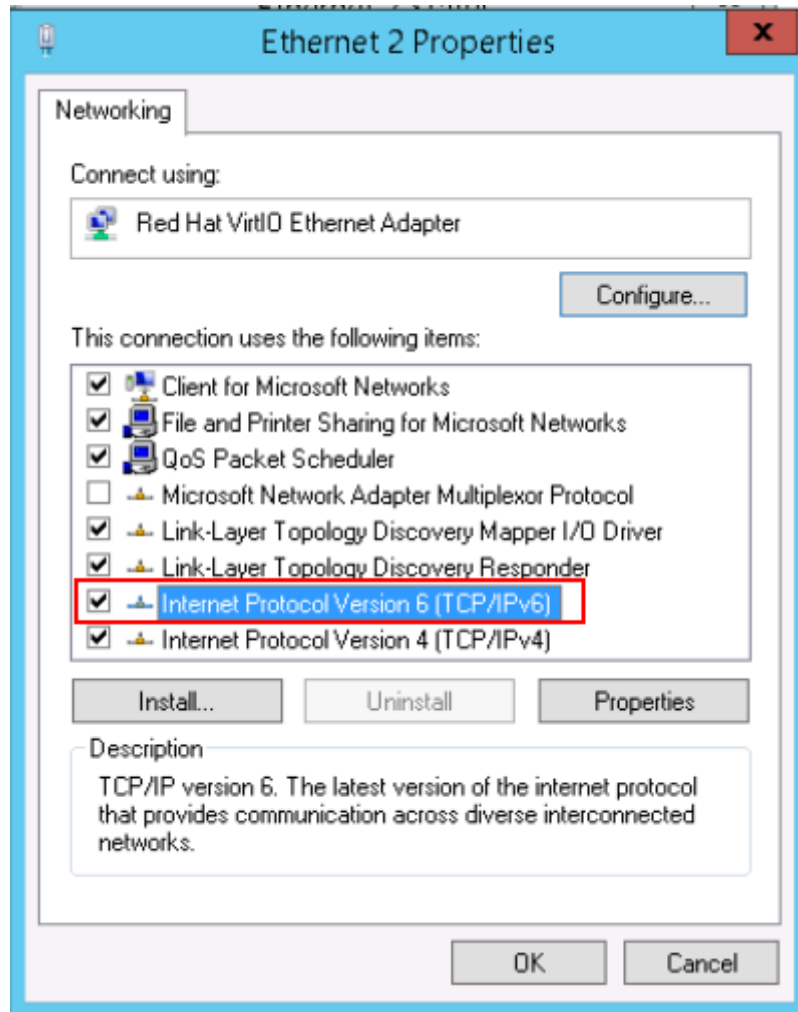 Ethernet 2 Properties
x
Networking
Connect using:
Red Hat VirtIO Ethernet Adapter
Configure...
This connection uses the following items:
Client for Microsoft Networks
File and Printer Sharing for Microsoft Networks
QoS Packet Scheduler
Microsoft Network Adapter Multiplexor Protocol
Link-Layer Topology Discovery Mapper I/O Driver
Link-Layer Topology Discovery Responder
Internet Protocol Version 6 (TCP/IPv6)
Internet Protocol Version 4 (TCP/IPv4)
Install... Uninstall Properties
Description
TCP/IP version 6. The latest version of the internet protocol
that provides communication across diverse interconnected
networks.
OK Cancel